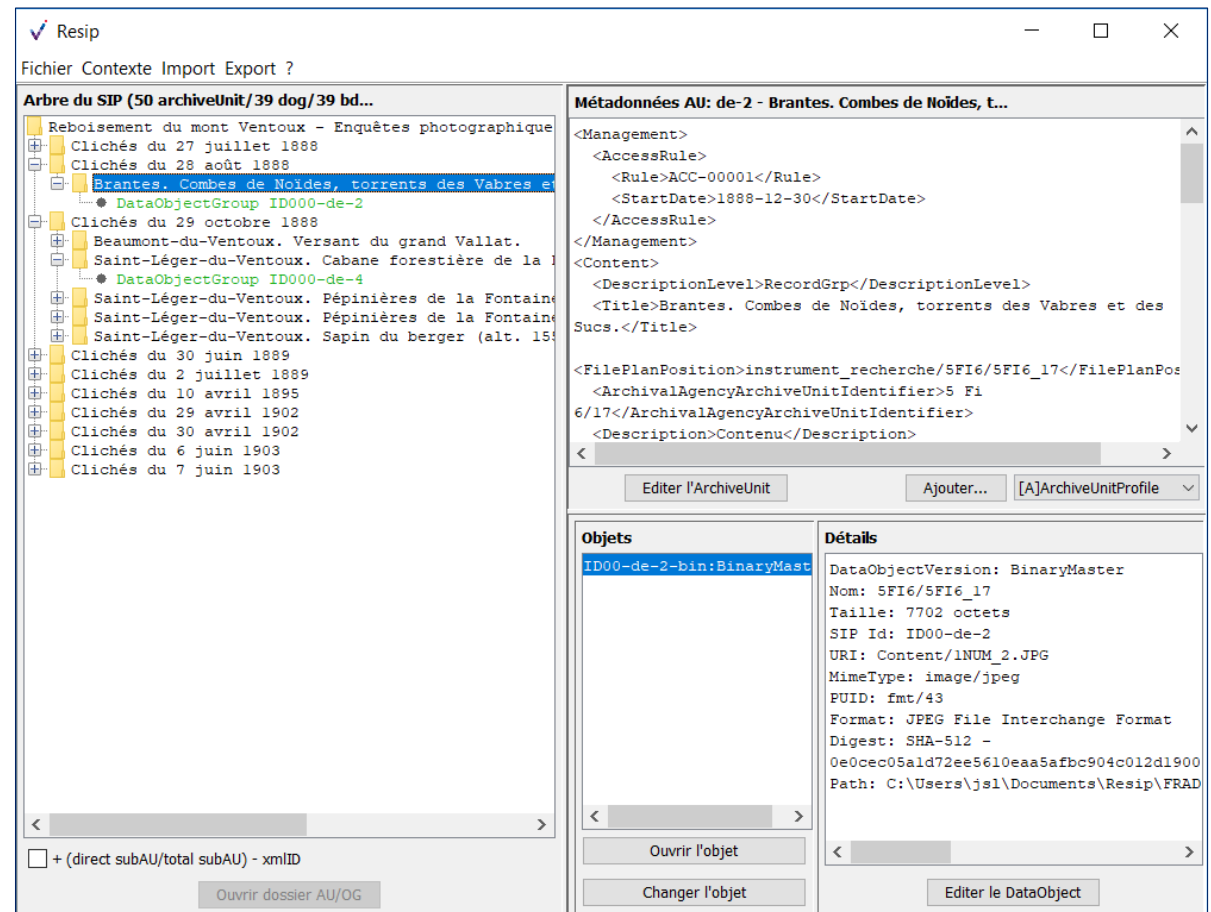 Resip
Fichier Contexte Import Export ?
Arbre du SIP (50 archiveUnit/39 dog/39 bd...
Reboisement du mont Ventoux - Enquêtes photographique
Clichés du 27 juillet 1888
Clichés du 28 août 1888
Brantes. Combes de Noïdes, torrents des Vabres et
DataObjectGroup ID000-de-2
Clichés du 29 octobre 1888
Beaumont-du-Ventoux. Versant du grand Vallat.
Saint-Léger-du-Ventoux. Cabane forestière de la
DataObjectGroup ID000-de-4
Saint-Léger-du-Ventoux. Pépinières de la Fontaine
Saint-Léger-du-Ventoux. Pépinières de la Fontaine
Saint-Léger-du-Ventoux. Sapin du berger (alt. 155
Clichés du 30 juin 1889
Clichés du 2 juillet 1889
Clichés du 10 avril 1895
Clichés du 29 avril 1902
Clichés du 30 avril 1902
Clichés du 6 juin 1903
Clichés du 7 juin 1903
+ (direct subAU/total subAU) - xmlID
Ouvrir dossier AU/OG
Métadonnées AU: de-2 - Brantes. Combes de Noïdes, t...
<Management>
<AccessRule>
<Rule>ACC-00001</Rule>
<StartDate>1888-12-30</StartDate>
</AccessRule>
</Management>
<Content>
<DescriptionLevel>RecordGrp</DescriptionLevel>
<Title>Brantes. Combes de Noïdes, torrents des Vabres et des
Sucs.</Title>
<FilePlanPosition>instrument_recherche/5FI6/5FI6_17</FilePlanPos
<ArchivalAgencyArchiveUnitIdentifier>5 Fi
6/17</ArchivalAgencyArchiveUnitIdentifier>
<Description>Contenu</Description>
Editer l'ArchiveUnit
Ajouter...
[A]ArchiveUnitProfile
Objets
ID00-de-2-bin:BinaryMast
Ouvrir l'objet
Changer l'objet
Détails
DataObjectVersion: BinaryMaster
Nom: 5FI6/5FI6_17
Taille: 7702 octets
SIP Id: ID00-de-2
URI: Content/1NUM_2.JPG
MimeType: image/jpeg
PUID: fmt/43
Format: JPEG File Interchange Format
Digest: SHA-512 -
0e0cec05a1d72ee5610eaa5afbc904c012d1900
Path: C:\Users\jsl\Documents\Resip\FRAD
Editer le DataObject